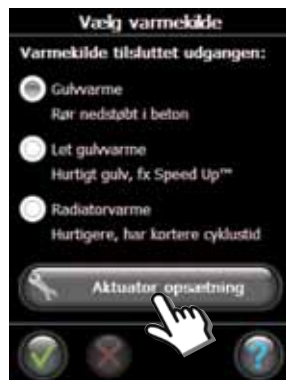 Vælg varmekilde
Varmekilde tilsluttet udgangen:
Gulvvarme
Rør nedstøbt i beton
Let gulvvarme
Hurtigt gulv, fx Speed Up™
Radiatorvarme
Hurtigere, har kortere cyklustid
Aktuator opsætning
?